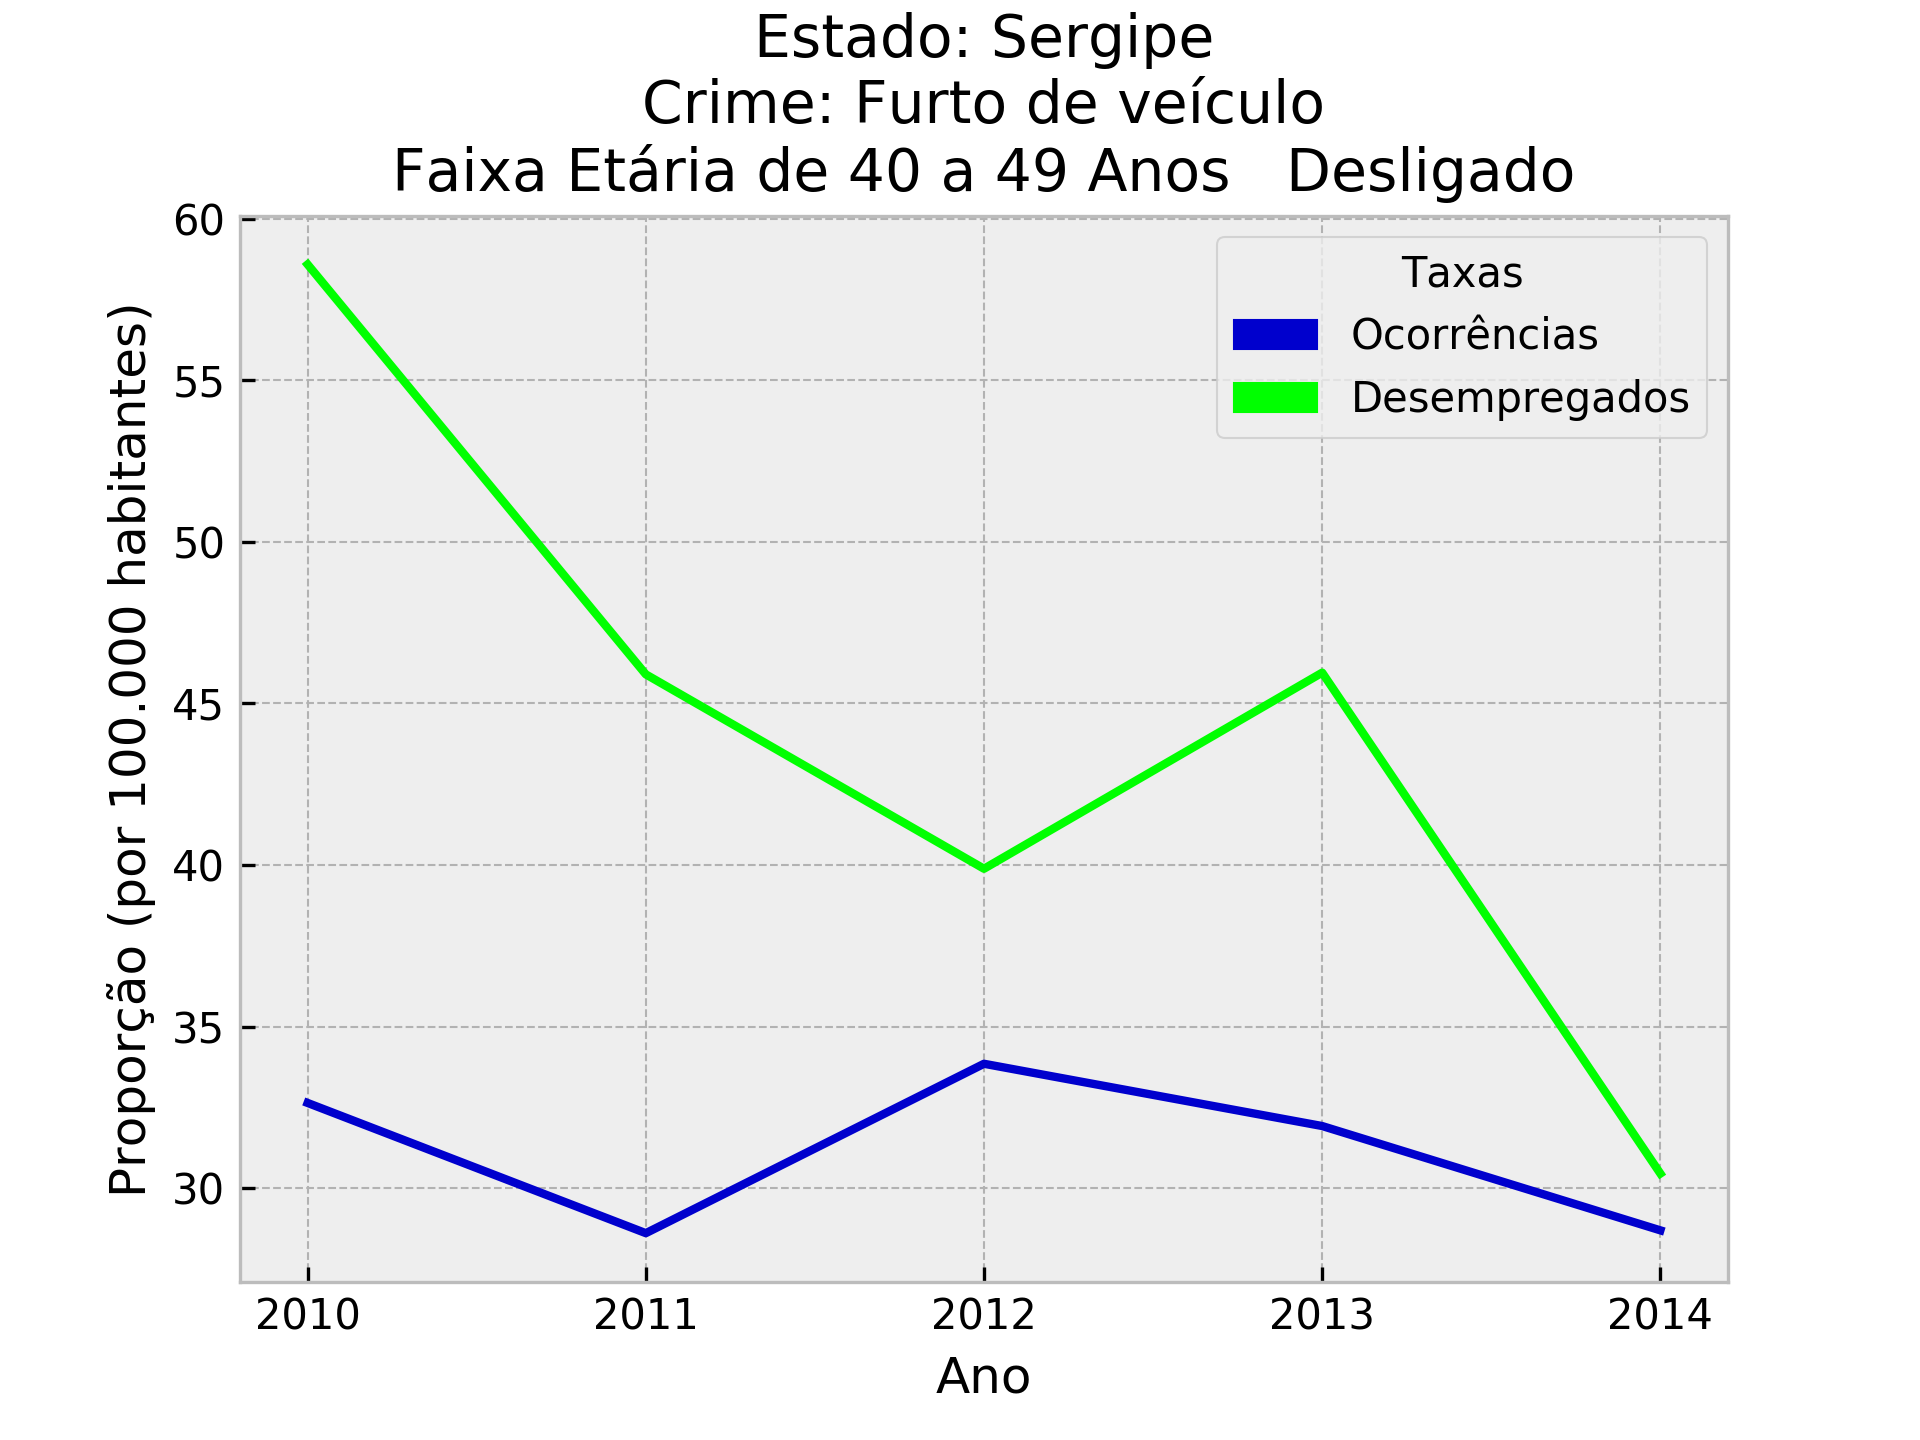 Estado: Sergipe
Crime: Furto de veículo
Faixa Etária de 40 a 49 Anos   Desligado
Proporção (por 100.000 habitantes)
60
55
50
45
40
35
30
Taxas
Ocorrências
Desempregados
2010 2011 2012 2013 2014
Ano